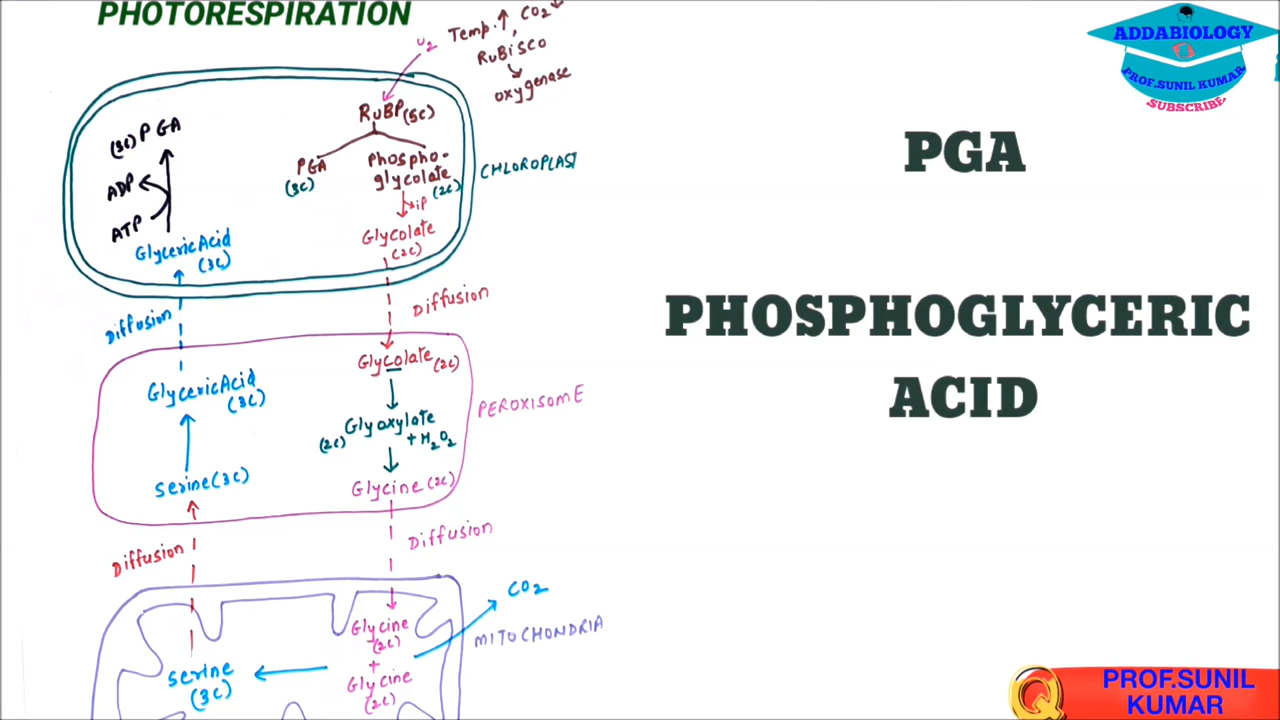 PHOTORESPIRATION
Temp.↑ CO2↓
RuBisco
oxygenase
O2
RuBP(5C)
PGA
(3C)
Phospho-
glycolate
(2C)
iP
Glycolate
(2C)
CHLOROPLAST
(3C)PGA
ADP
ATP
Glyceric Acid
(3C)
Diffusion
Diffusion
Glycolate (2C)
(2C) Glyoxylate
+ H2O2
Glycine (2C)
PEROXISOME
Glyceric Acid
(3C)
Serine (3C)
Diffusion
Diffusion
CO2
MITOCHONDRIA
Glycine
(2C)
+
Glycine
(2C)
Serine
(3C)
PGA
PHOSPHOGLYCERIC
ACID
ADDABIOLOGY
PROF.SUNIL KUMAR
SUBSCRIBE
PROF.SUNIL
KUMAR